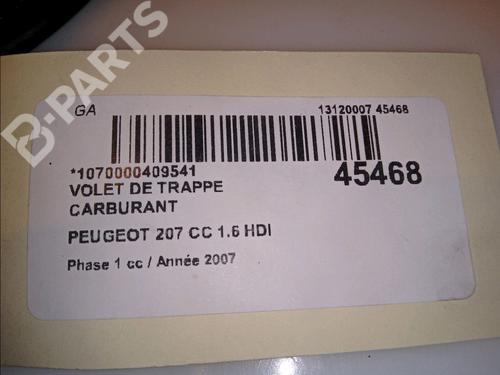 B-PARTS
GA
13120007 45468
*1070000409541
45468
VOLET DE TRAPPE
CARBURANT
PEUGEOT 207 CC 1.6 HDI
Phase 1 cc / Année 2007